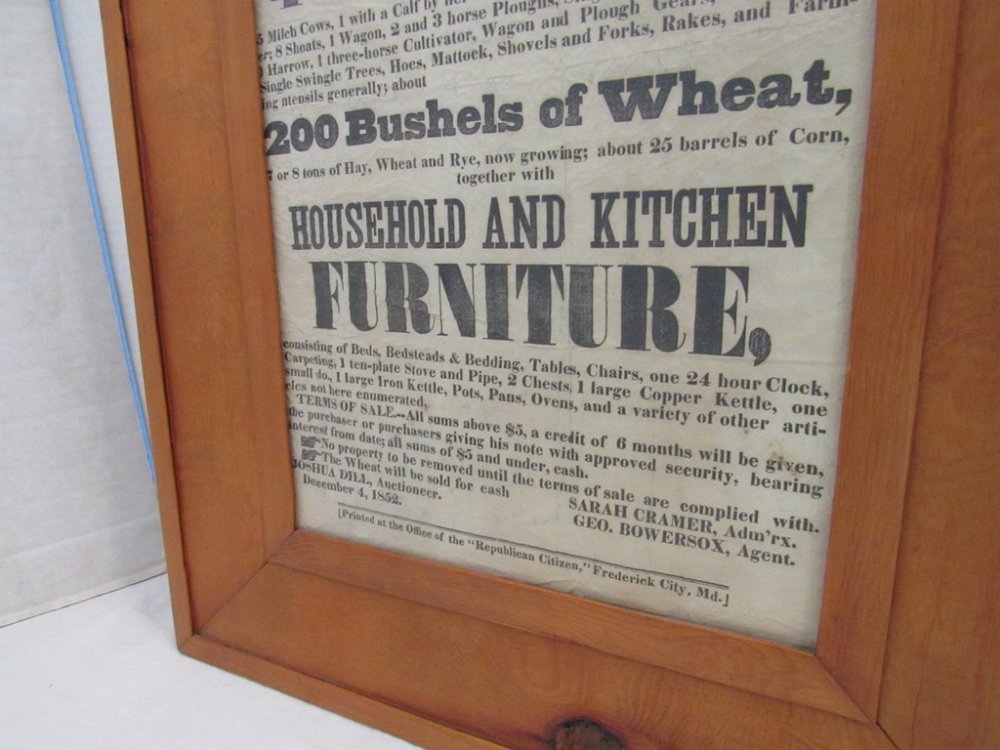 5 Milch Cows, 1 with a Calf by her
er; 8 Shoats, 1 Wagon, 2 and 3 horse Ploughs,
1 Harrow, 1 three-horse Cultivator, Wagon and Plough Gears,
Single Swingle Trees, Hoes, Mattock, Shovels and Forks, Rakes, and Farm-
ing utensils generally; about
200 Bushels of Wheat,
7 or 8 tons of Hay, Wheat and Rye, now growing; about 25 barrels of Corn,
together with
HOUSEHOLD AND KITCHEN
FURNITURE,
consisting of Beds, Bedsteads & Bedding, Tables, Chairs, one 24 hour Clock,
Carpeting, 1 ten-plate Stove and Pipe, 2 Chests, 1 large Copper Kettle, one
small do., 1 large Iron Kettle, Pots, Pans, Ovens, and a variety of other arti-
cles not here enumerated,
TERMS OF SALE.--All sums above $5, a credit of 6 months will be given,
the purchaser or purchasers giving his note with approved security, bearing
interest from date; all sums of $5 and under, cash.
No property to be removed until the terms of sale are complied with.
The Wheat will be sold for cash
SARAH CRAMER, Adm'rx.
JOSHUA DILL, Auctioneer.
GEO. BOWERSOX, Agent.
December 4, 1852.
[Printed at the Office of the "Republican Citizen," Frederick City, Md.]